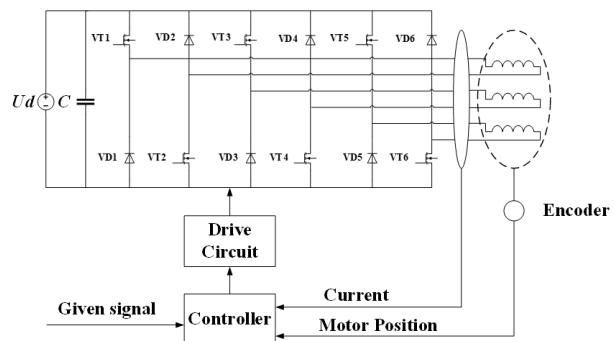 VT1
VD2
VT3
VD4
VT5
VD6
Ud
C
VD1
VT2
VD3
VT4
VD5
VT6
Encoder
Drive
Circuit
Given signal
Controller
Current
Motor Position